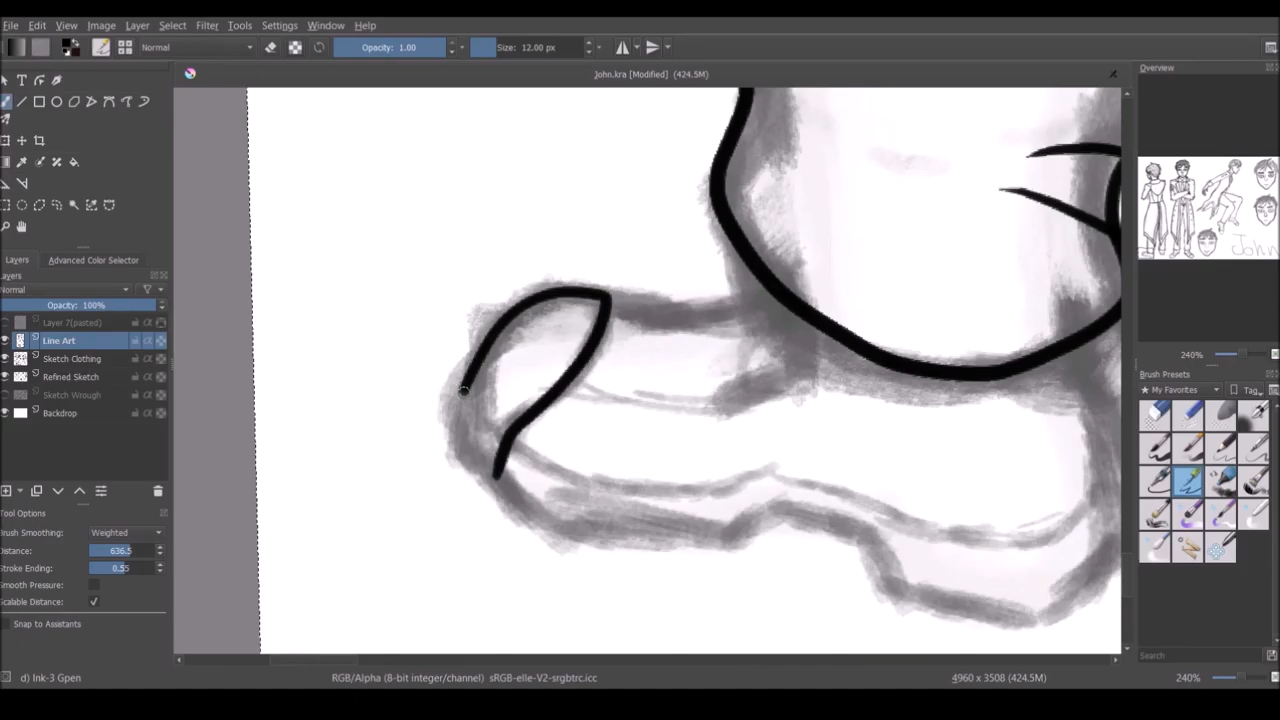 File Edit View Image Layer Select Filter Tools Settings Window Help
Normal Opacity: 1.00 Size: 12.00 px
John.kra [Modified] (424.5M)
Overview
John
Layers Advanced Color Selector
ayers
Normal
Opacity: 100%
Layer 7(pasted)
Line Art
Sketch Clothing
Refined Sketch
Sketch Wrough
Backdrop
240%
Brush Presets
My Favorites Tag
Tool Options
Brush Smoothing: Weighted
Distance: 636.5
Stroke Ending: 0.55
Smooth Pressure:
Scalable Distance:
Snap to Assistants
Search
d) Ink-3 Gpen RGB/Alpha (8-bit integer/channel) sRGB-elle-V2-srgbtrc.icc 4960 x 3508 (424.5M) 240%